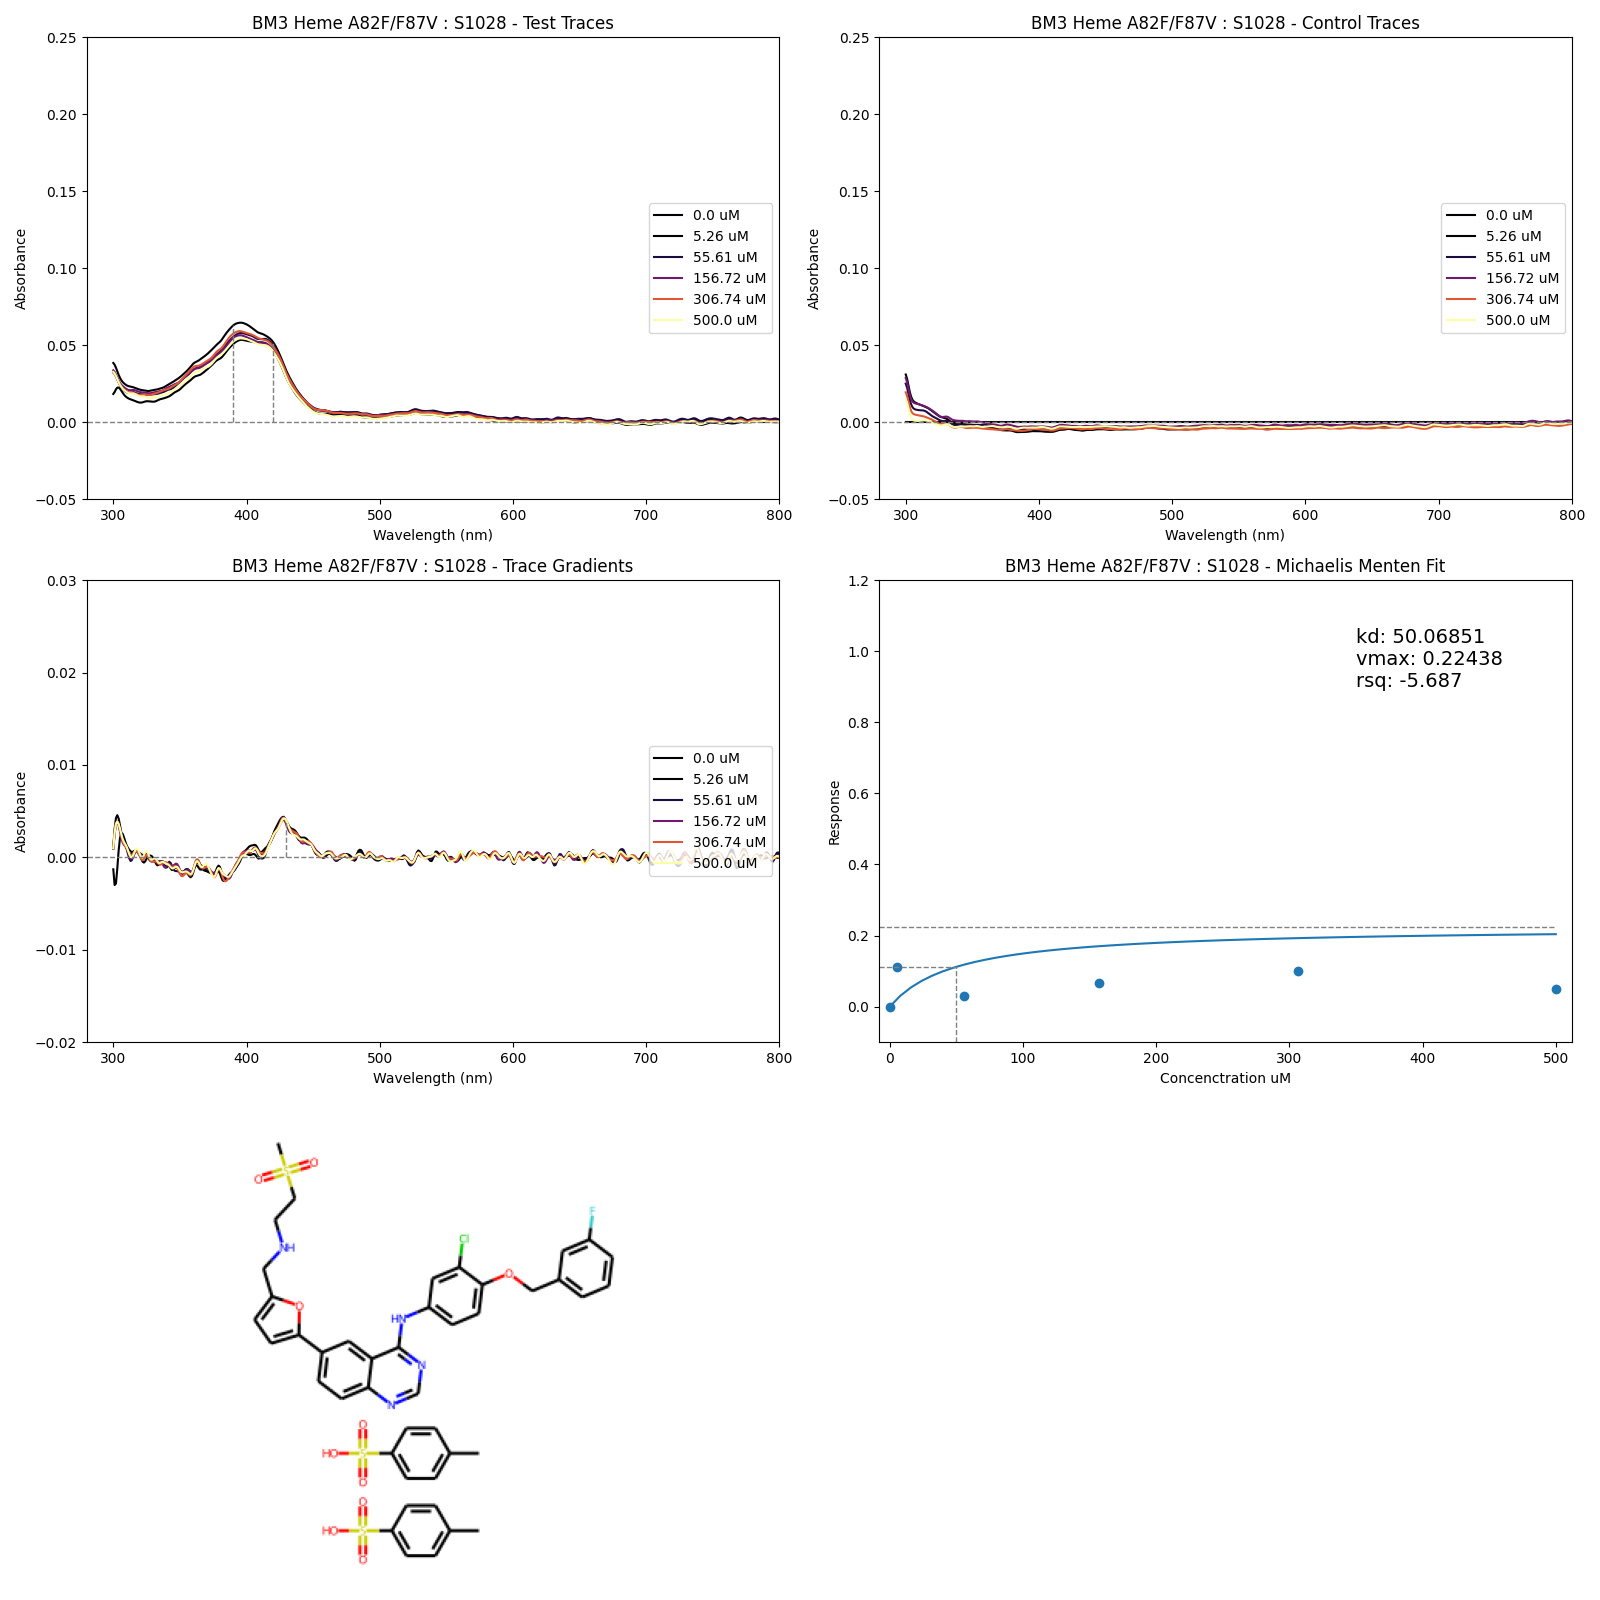 BM3 Heme A82F/F87V : S1028 - Test Traces
0.25
0.20
0.15
0.10
0.05
0.00
−0.05
Absorbance
300
400
500
600
700
800
Wavelength (nm)
0.0 uM
5.26 uM
55.61 uM
156.72 uM
306.74 uM
500.0 uM
BM3 Heme A82F/F87V : S1028 - Control Traces
0.25
0.20
0.15
0.10
0.05
0.00
−0.05
Absorbance
300
400
500
600
700
800
Wavelength (nm)
0.0 uM
5.26 uM
55.61 uM
156.72 uM
306.74 uM
500.0 uM
BM3 Heme A82F/F87V : S1028 - Trace Gradients
0.03
0.02
0.01
0.00
−0.01
−0.02
Absorbance
300
400
500
600
700
800
Wavelength (nm)
0.0 uM
5.26 uM
55.61 uM
156.72 uM
306.74 uM
500.0 uM
BM3 Heme A82F/F87V : S1028 - Michaelis Menten Fit
1.2
1.0
0.8
0.6
0.4
0.2
0.0
Response
0
100
200
300
400
500
Concenctration uM
kd: 50.06851
vmax: 0.22438
rsq: -5.687
O
S
O
NH
O
HN
N
N
Cl
O
F
O
HO
S
O
O
HO
S
O